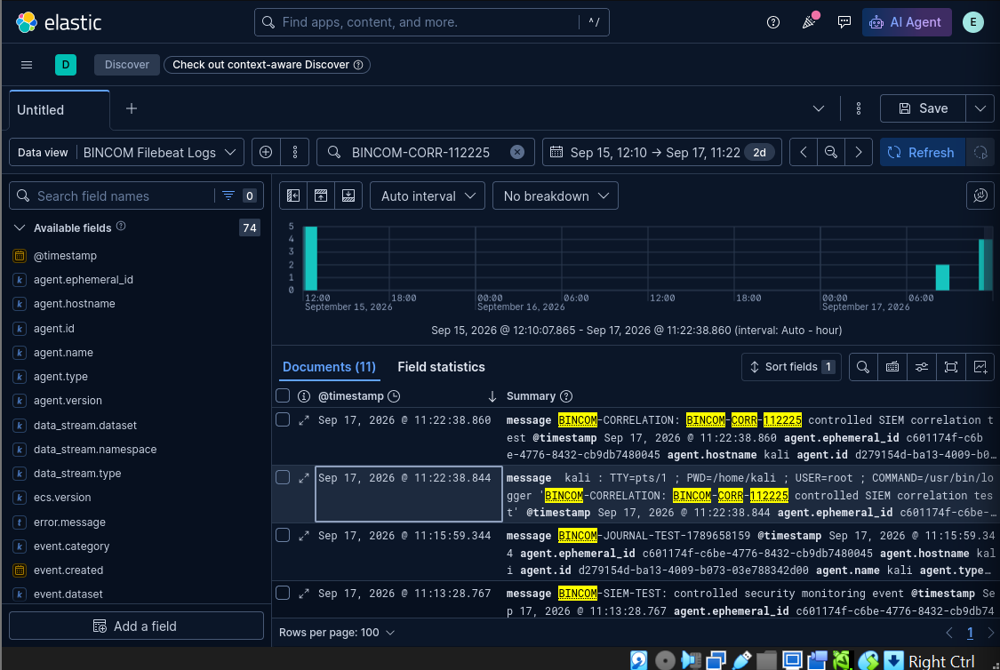 elastic
Find apps, content, and more.
^/
AI Agent
E
D
Discover
Check out context-aware Discover
Untitled
Save
Data view
BINCOM Filebeat Logs
BINCOM-CORR-112225
Sep 15, 12:10 → Sep 17, 11:22
2d
Refresh
Search field names
0
Auto interval
No breakdown
Available fields
74
@timestamp
agent.ephemeral_id
agent.hostname
agent.id
agent.name
agent.type
agent.version
data_stream.dataset
data_stream.namespace
data_stream.type
ecs.version
error.message
event.category
event.created
event.dataset
Add a field
5
4
3
2
1
0
12:00
18:00
00:00
06:00
12:00
18:00
00:00
06:00
September 15, 2026
September 16, 2026
September 17, 2026
Sep 15, 2026 @ 12:10:07.865 - Sep 17, 2026 @ 11:22:38.860 (interval: Auto - hour)
Documents (11)
Field statistics
Sort fields 1
@timestamp
Summary
Sep 17, 2026 @ 11:22:38.860
message BINCOM-CORRELATION: BINCOM-CORR-112225 controlled SIEM correlation t
est @timestamp Sep 17, 2026 @ 11:22:38.860 agent.ephemeral_id c601174f-c6b
e-4776-8432-cb9db7480045 agent.hostname kali agent.id d279154d-ba13-4009-b0…
Sep 17, 2026 @ 11:22:38.844
message kali : TTY=pts/1 ; PWD=/home/kali ; USER=root ; COMMAND=/usr/bin/lo
gger 'BINCOM-CORRELATION: BINCOM-CORR-112225 controlled SIEM correlation tes
t' @timestamp Sep 17, 2026 @ 11:22:38.844 agent.ephemeral_id c601174f-c6be-…
Sep 17, 2026 @ 11:15:59.344
message BINCOM-JOURNAL-TEST-1789658159 @timestamp Sep 17, 2026 @ 11:15:59.34
4 agent.ephemeral_id c601174f-c6be-4776-8432-cb9db7480045 agent.hostname kal
i agent.id d279154d-ba13-4009-b073-03e788342d00 agent.name kali agent.type…
Sep 17, 2026 @ 11:13:28.767
message BINCOM-SIEM-TEST: controlled security monitoring event @timestamp Se
p 17, 2026 @ 11:13:28.767 agent.ephemeral_id c601174f-c6be-4776-8432-cb9db74
Rows per page: 100
1
Right Ctrl